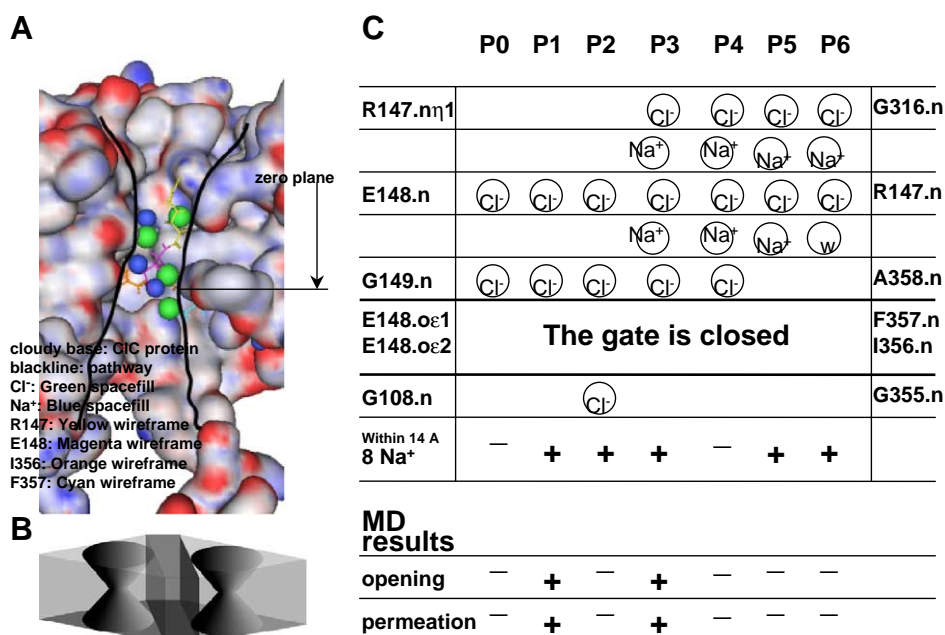 A
zero plane
cloudy base: ClC protein
blackline: pathway
Cl-: Green spacefill
Na+: Blue spacefill
R147: Yellow wireframe
E148: Magenta wireframe
I356: Orange wireframe
F357: Cyan wireframe
B
C
P0 P1 P2 P3 P4 P5 P6
R147.nη1 Cl- Cl- Cl- Cl- G316.n
Na+ Na+ Na+ Na+
E148.n Cl- Cl- Cl- Cl- Cl- Cl- Cl- R147.n
Na+ Na+ Na+ w
G149.n Cl- Cl- Cl- Cl- Cl- A358.n
E148.oε1 F357.n
The gate is closed
E148.oε2 I356.n
G108.n Cl- G355.n
Within 14 A
8 Na+ — + + + — + +
MD
results
opening — + — + — — —
permeation — + — + — — —